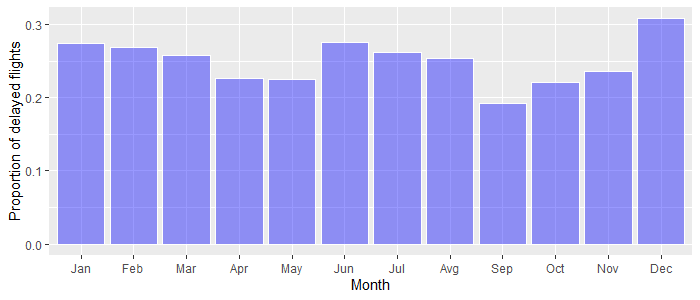 Proportion of delayed flights
0.3
0.2
0.1
0.0
Jan Feb Mar Apr May Jun Jul Avg Sep Oct Nov Dec
Month